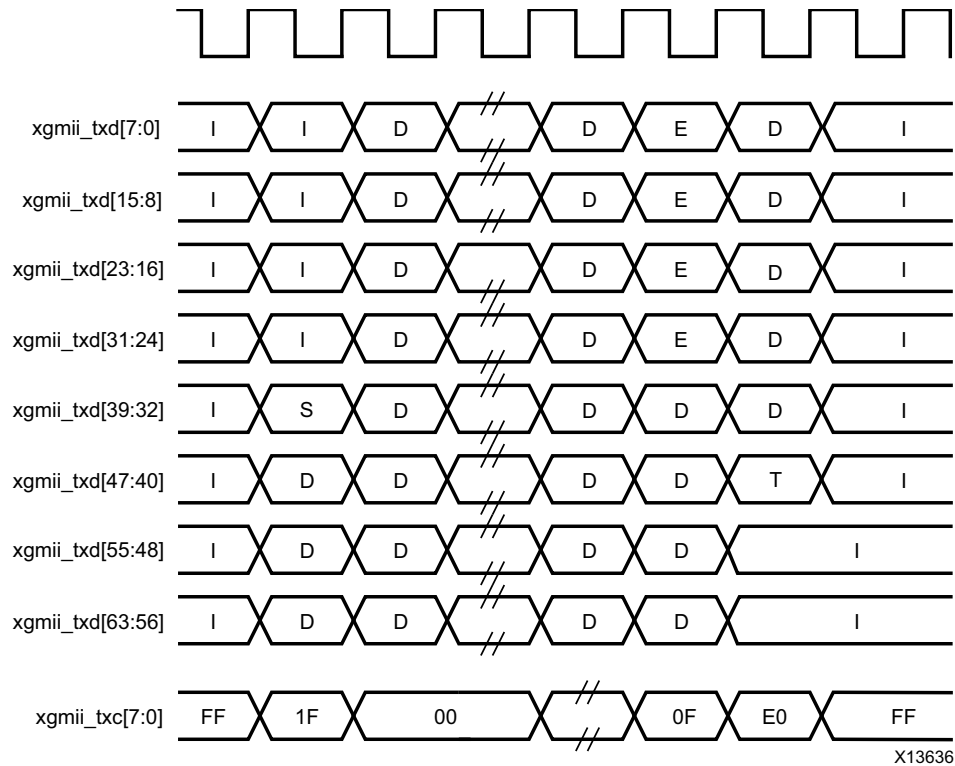 xgmii_txd[7:0] I I D D E D I
xgmii_txd[15:8] I I D D E D I
xgmii_txd[23:16] I I D D E D I
xgmii_txd[31:24] I I D D E D I
xgmii_txd[39:32] I S D D D D I
xgmii_txd[47:40] I D D D D T I
xgmii_txd[55:48] I D D D D I
xgmii_txd[63:56] I D D D D I
xgmii_txc[7:0] FF 1F 00 0F E0 FF
X13636